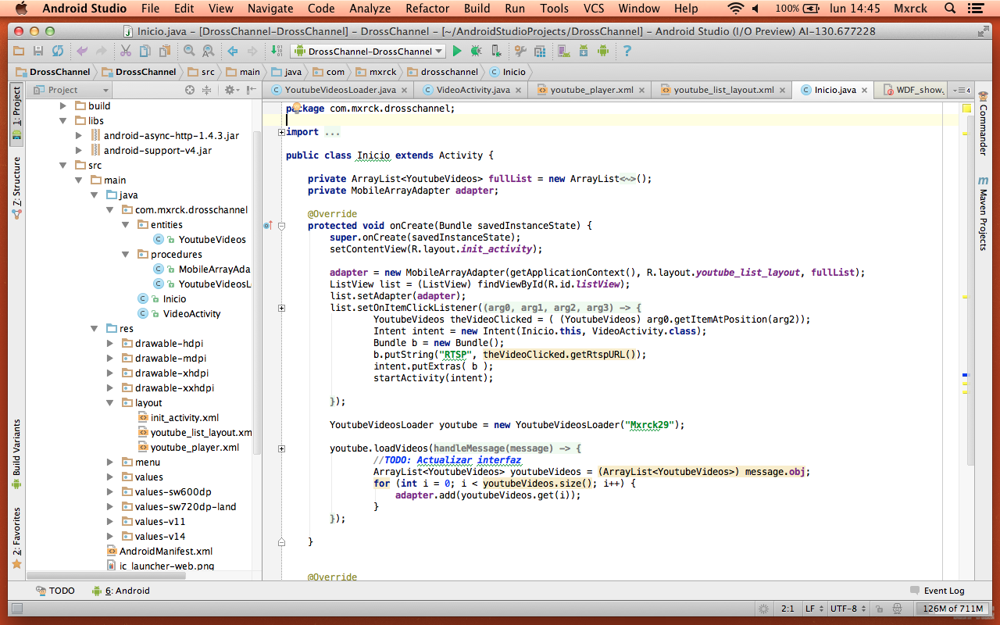 Android Studio File Edit View Navigate Code Analyze Refactor Build Run Tools VCS Window Help 100% lun 14:45 Mxrck
Inicio.java - [DrossChannel-DrossChannel] - DrossChannel - [~/AndroidStudioProjects/DrossChannel] - Android Studio (I/O Preview) AI-130.677228
DrossChannel-DrossChannel ?
DrossChannel DrossChannel src main java com mxrck drosschannel Inicio
Project YoutubeVideosLoader.java VideoActivity.java youtube_player.xml youtube_list_layout.xml Inicio.java WDF_show. 4
1: Project
7: Structure
Build Variants
2: Favorites
build
libs
android-async-http-1.4.3.jar
android-support-v4.jar
src
main
java
com.mxrck.drosschannel
entities
YoutubeVideos
procedures
MobileArrayAda
YoutubeVideosL
Inicio
VideoActivity
res
drawable-hdpi
drawable-mdpi
drawable-xhdpi
drawable-xxhdpi
layout
init_activity.xml
youtube_list_layout.xm
youtube_player.xml
menu
values
values-sw600dp
values-sw720dp-land
values-v11
values-v14
AndroidManifest.xml
ic_launcher-web.png
package com.mxrck.drosschannel;
import ...
public class Inicio extends Activity {
private ArrayList<YoutubeVideos> fullList = new ArrayList<~>();
private MobileArrayAdapter adapter;
@Override
protected void onCreate(Bundle savedInstanceState) {
super.onCreate(savedInstanceState);
setContentView(R.layout.init_activity);
adapter = new MobileArrayAdapter(getApplicationContext(), R.layout.youtube_list_layout, fullList);
ListView list = (ListView) findViewById(R.id.listView);
list.setAdapter(adapter);
list.setOnItemClickListener((arg0, arg1, arg2, arg3) -> {
YoutubeVideos theVideoClicked = ( (YoutubeVideos) arg0.getItemAtPosition(arg2));
Intent intent = new Intent(Inicio.this, VideoActivity.class);
Bundle b = new Bundle();
b.putString("RTSP", theVideoClicked.getRtspURL());
intent.putExtras( b );
startActivity(intent);
});
YoutubeVideosLoader youtube = new YoutubeVideosLoader("Mxrck29");
youtube.loadVideos((handleMessage(message) -> {
//TODO: Actualizar interfaz
ArrayList<YoutubeVideos> youtubeVideos = (ArrayList<YoutubeVideos>) message.obj;
for (int i = 0; i < youtubeVideos.size(); i++) {
adapter.add(youtubeVideos.get(i));
}
});
}
@Override
Commander
m Maven Projects
TODO 6: Android Event Log
2:1 LF UTF-8 126M of 711M